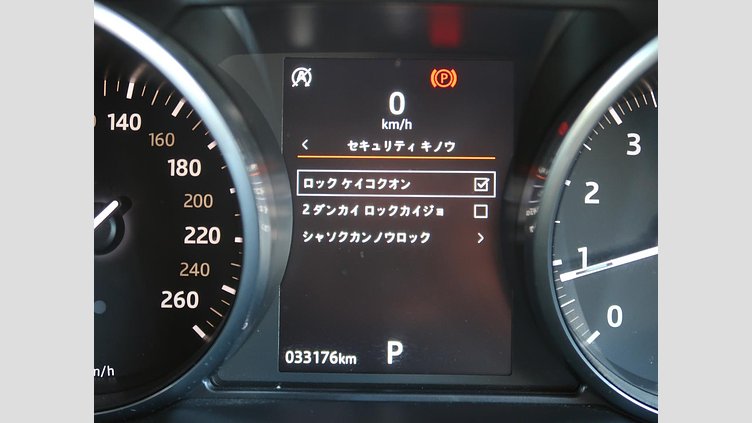 140
160
180
200
220
240
260
n/h
A
P
0
km/h
< セキュリティ キノウ
ロック ケイコクオン
2 ダンカイ ロックカイジョ
シャソクカンノウロック >
033176km
P
3
2
1
0